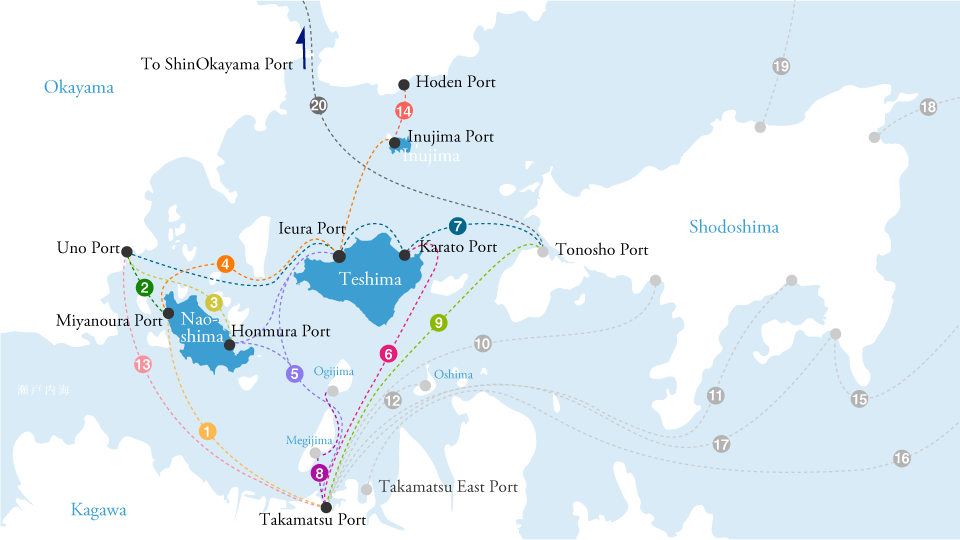 19
To ShinOkayama Port
Okayama
Hoden Port
20
14
18
Inujima Port
Inujima
Ieura Port
7
Shodoshima
Uno Port
Karato Port
Tonosho Port
4
Teshima
2
3
Miyanoura Port
Nao-
shima
Honmura Port
9
10
6
13
5
Ogijima
Oshima
瀬戸内海
12
11
15
1
Megijima
17
16
8
Takamatsu East Port
Kagawa
Takamatsu Port